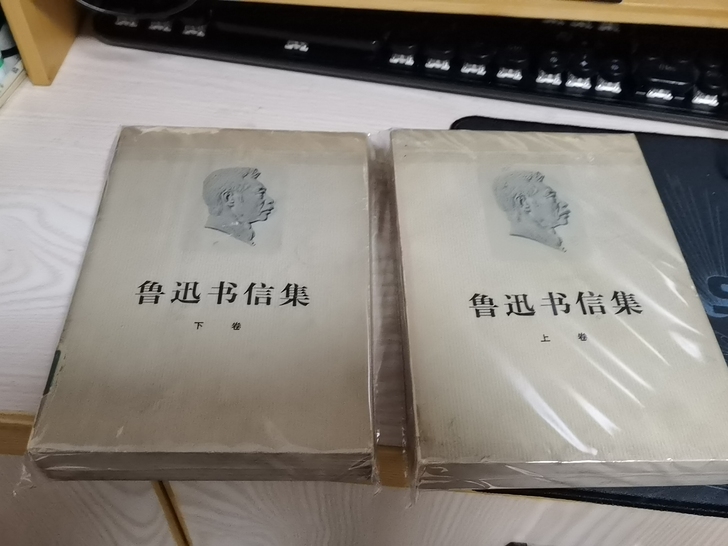 鲁迅书信集
下 卷
鲁迅书信集
上 卷